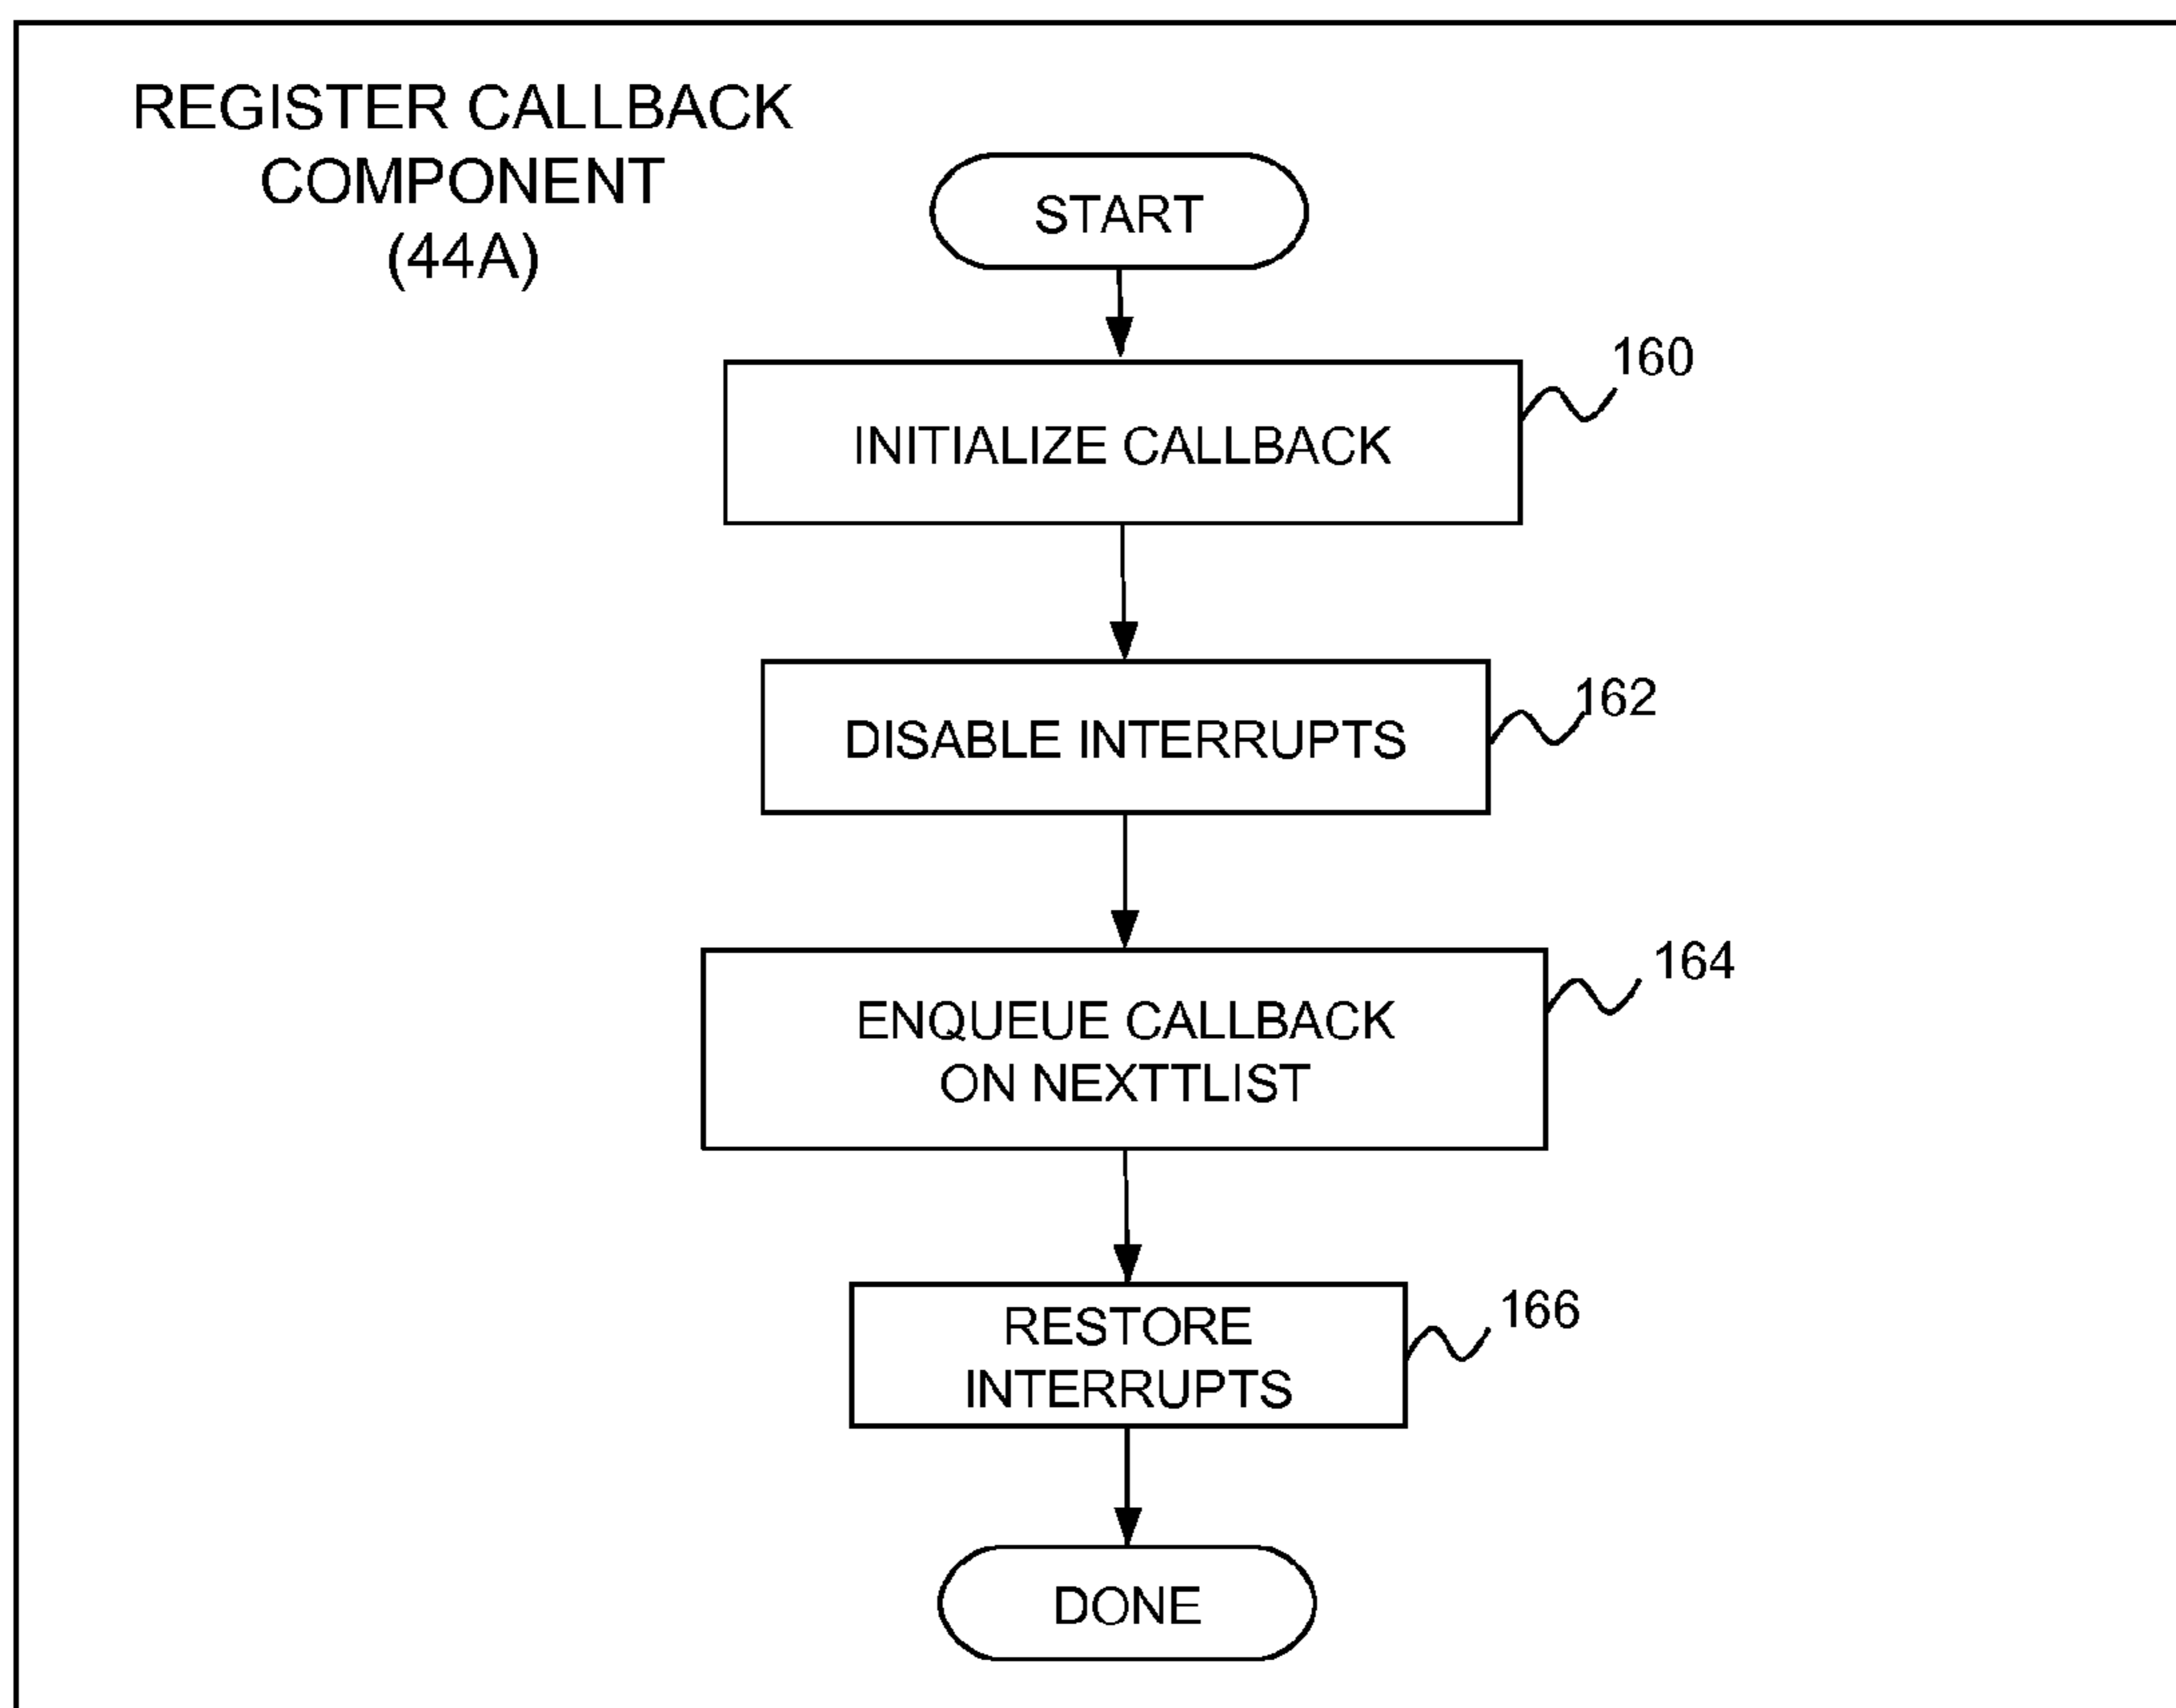 REGISTER CALLBACK
COMPONENT
(44A)
START
160
INITIALIZE CALLBACK
162
DISABLE INTERRUPTS
164
ENQUEUE CALLBACK
ON NEXTTLIST
166
RESTORE
INTERRUPTS
DONE